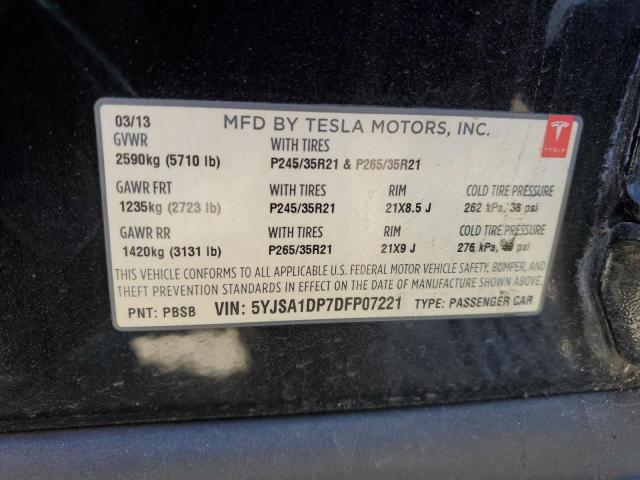 03/13
MFD BY TESLA MOTORS, INC.
TESLA
GVWR WITH TIRES
2590kg (5710 lb) P245/35R21 & P265/35R21
GAWR FRT WITH TIRES RIM COLD TIRE PRESSURE
1235kg (2723 lb) P245/35R21 21X8.5 J 262 kPa, 38 psi
GAWR RR WITH TIRES RIM COLD TIRE PRESSURE
1420kg (3131 lb) P265/35R21 21X9 J 276 kPa, psi
THIS VEHICLE CONFORMS TO ALL APPLICABLE U.S. FEDERAL MOTOR VEHICLE SAFETY, BUMPER, AND
THEFT PREVENTION STANDARDS IN EFFECT ON THE DATE OF MANUFACTURE SHOWN ABOVE.
PNT: PBSB VIN: 5YJSA1DP7DFP07221 TYPE: PASSENGER CAR